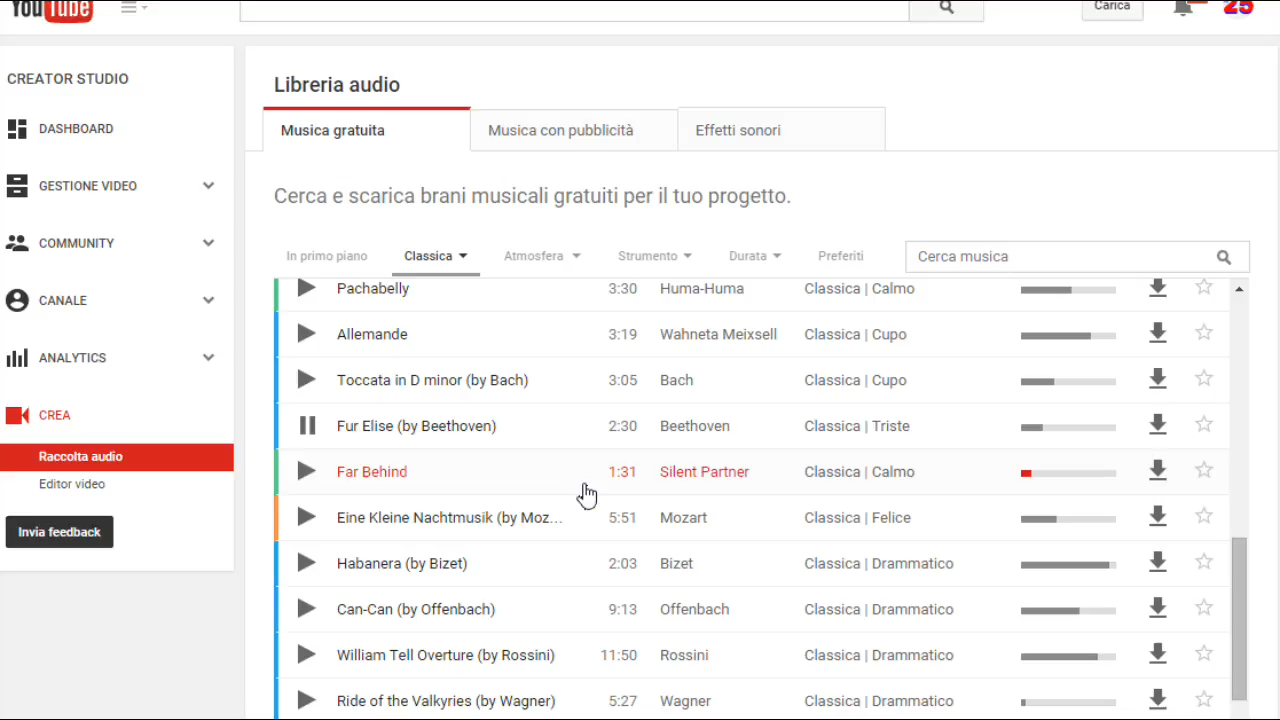 YouTube
Carica
25
CREATOR STUDIO
DASHBOARD
GESTIONE VIDEO
COMMUNITY
CANALE
ANALYTICS
CREA
Raccolta audio
Editor video
Invia feedback
Libreria audio
Musica gratuita Musica con pubblicità Effetti sonori
Cerca e scarica brani musicali gratuiti per il tuo progetto.
In primo piano Classica Atmosfera Strumento Durata Preferiti Cerca musica
Pachabelly 3:30 Huma-Huma Classica | Calmo
Allemande 3:19 Wahneta Meixsell Classica | Cupo
Toccata in D minor (by Bach) 3:05 Bach Classica | Cupo
Fur Elise (by Beethoven) 2:30 Beethoven Classica | Triste
Far Behind 1:31 Silent Partner Classica | Calmo
Eine Kleine Nachtmusik (by Moz... 5:51 Mozart Classica | Felice
Habanera (by Bizet) 2:03 Bizet Classica | Drammatico
Can-Can (by Offenbach) 9:13 Offenbach Classica | Drammatico
William Tell Overture (by Rossini) 11:50 Rossini Classica | Drammatico
Ride of the Valkyries (by Wagner) 5:27 Wagner Classica | Drammatico